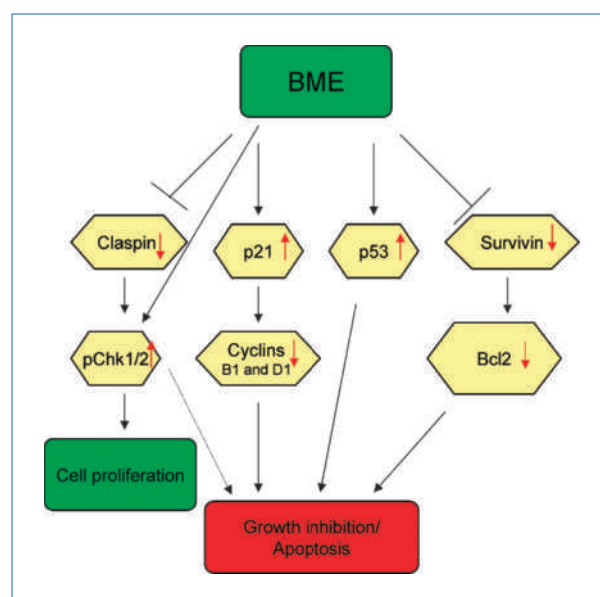 BME
Claspin
p21
p53
Survivin
pChk1/2
Cyclins
B1 and D1
Bcl2
Cell proliferation
Growth inhibition/
Apoptosis